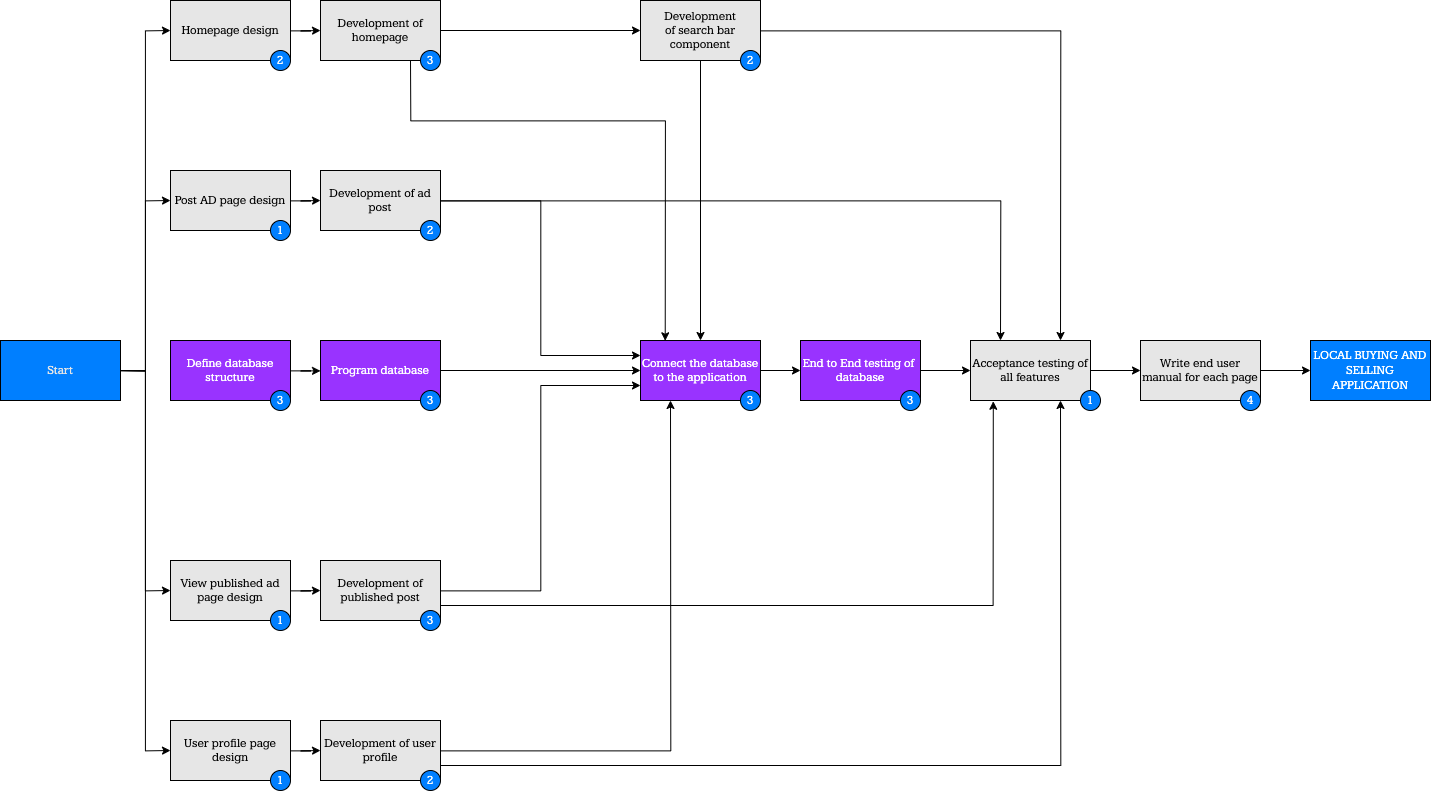 Homepage design
2
Development of
homepage
3
Development
of search bar
component
2
Post AD page design
1
Development of ad
post
2
Start
Define database
structure
3
Program database
3
Connect the database
to the application
3
End to End testing of
database
3
Acceptance testing of
all features
1
Write end user
manual for each page
4
LOCAL BUYING AND
SELLING
APPLICATION
View published ad
page design
1
Development of
published post
3
User profile page
design
1
Development of user
profile
2